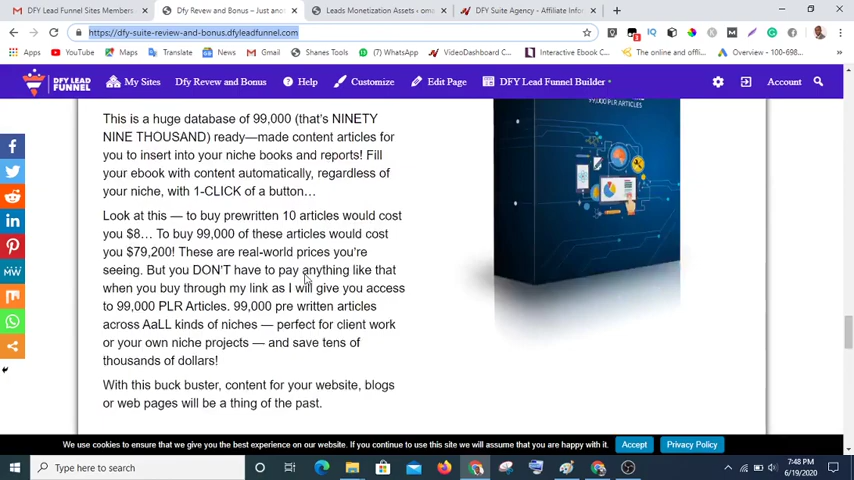 DFY Lead Funnel Sites Members
Dfy Revew and Bonus – Just anot
Leads Monetization Assets ‹ om
DFY Suite Agency - Affiliate Infor
https://dfy-suite-review-and-bonus.dfyleadfunnel.com
Apps
YouTube
Maps
Translate
News
Gmail
Shanes Tools
(7) WhatsApp
VideoDashboard C...
Interactive Ebook C...
The online and offli...
Overview : 100-698...
DFY LEAD
FUNNEL
My Sites
Dfy Revew and Bonus
Help
Customize
Edit Page
DFY Lead Funnel Builder
Account
This is a huge database of 99,000 (that's NINETY
NINE THOUSAND) ready—made content articles for
you to insert into your niche books and reports! Fill
your ebook with content automatically, regardless of
your niche, with 1-CLICK of a button…
Look at this — to buy prewritten 10 articles would cost
you $8… To buy 99,000 of these articles would cost
you $79,200! These are real-world prices you're
seeing. But you DON'T have to pay anything like that
when you buy through my link as I will give you access
to 99,000 PLR Articles. 99,000 pre written articles
across AaLL kinds of niches — perfect for client work
or your own niche projects — and save tens of
thousands of dollars!
With this buck buster, content for your website, blogs
or web pages will be a thing of the past.
99,000 PLR ARTICLES
MW
We use cookies to ensure that we give you the best experience on our website. If you continue to use this site we will assume that you are happy with it.
Accept
Privacy Policy
Type here to search
7:48 PM
6/19/2020